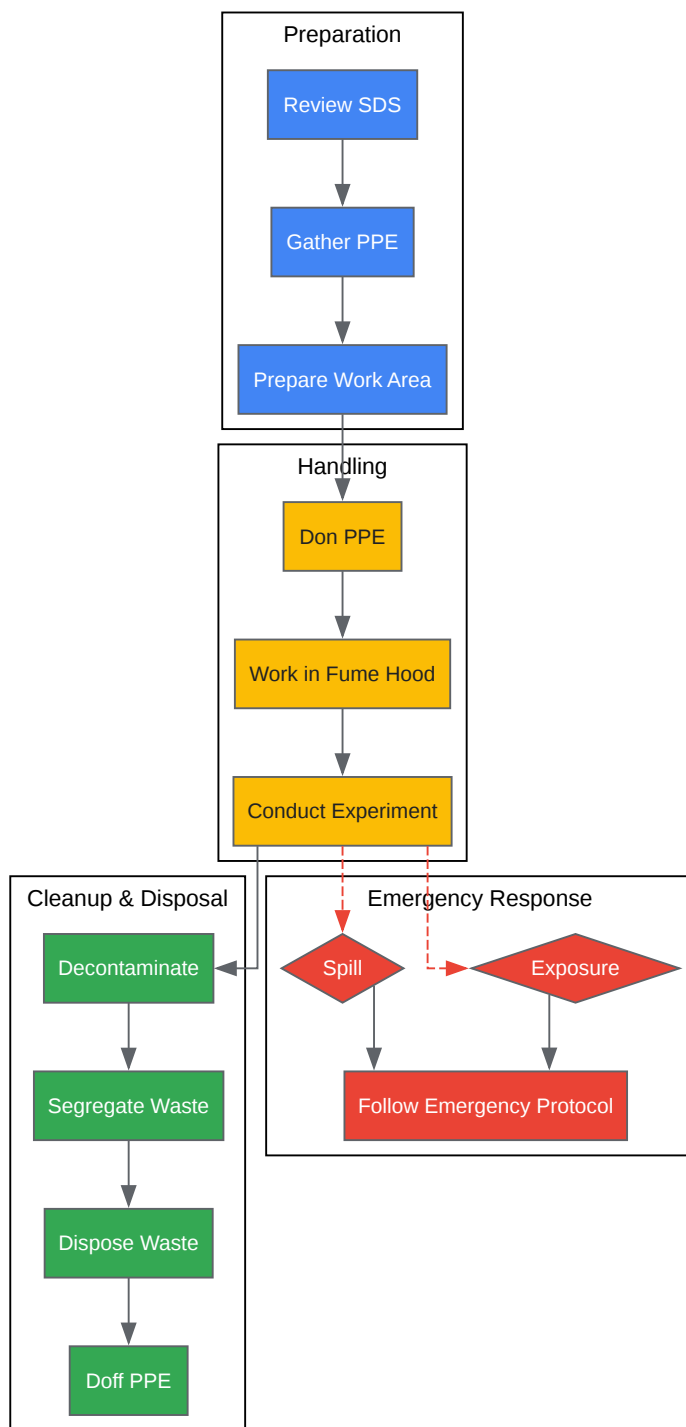 Preparation
Review SDS
Gather PPE
Prepare Work Area
Handling
Don PPE
Work in Fume Hood
Conduct Experiment
Cleanup & Disposal
Decontaminate
Segregate Waste
Dispose Waste
Doff PPE
Emergency Response
Spill
Exposure
Follow Emergency Protocol